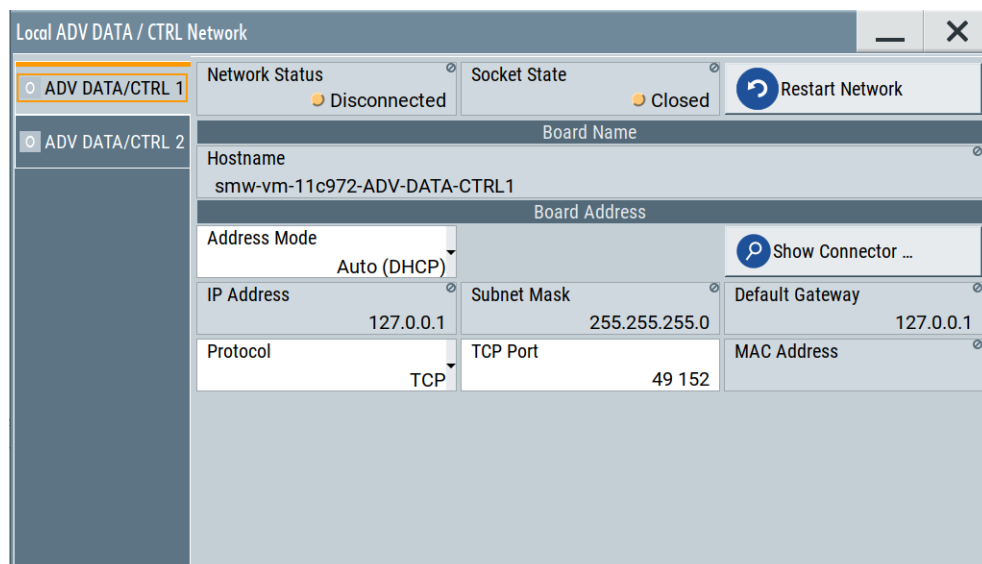 Local ADV DATA / CTRL Network
ADV DATA/CTRL 1
ADV DATA/CTRL 2
Network Status
Disconnected
Socket State
Closed
Restart Network
Board Name
Hostname
smw-vm-11c972-ADV-DATA-CTRL1
Board Address
Address Mode
Auto (DHCP)
Show Connector ...
IP Address
127.0.0.1
Subnet Mask
255.255.255.0
Default Gateway
127.0.0.1
Protocol
TCP
TCP Port
49 152
MAC Address